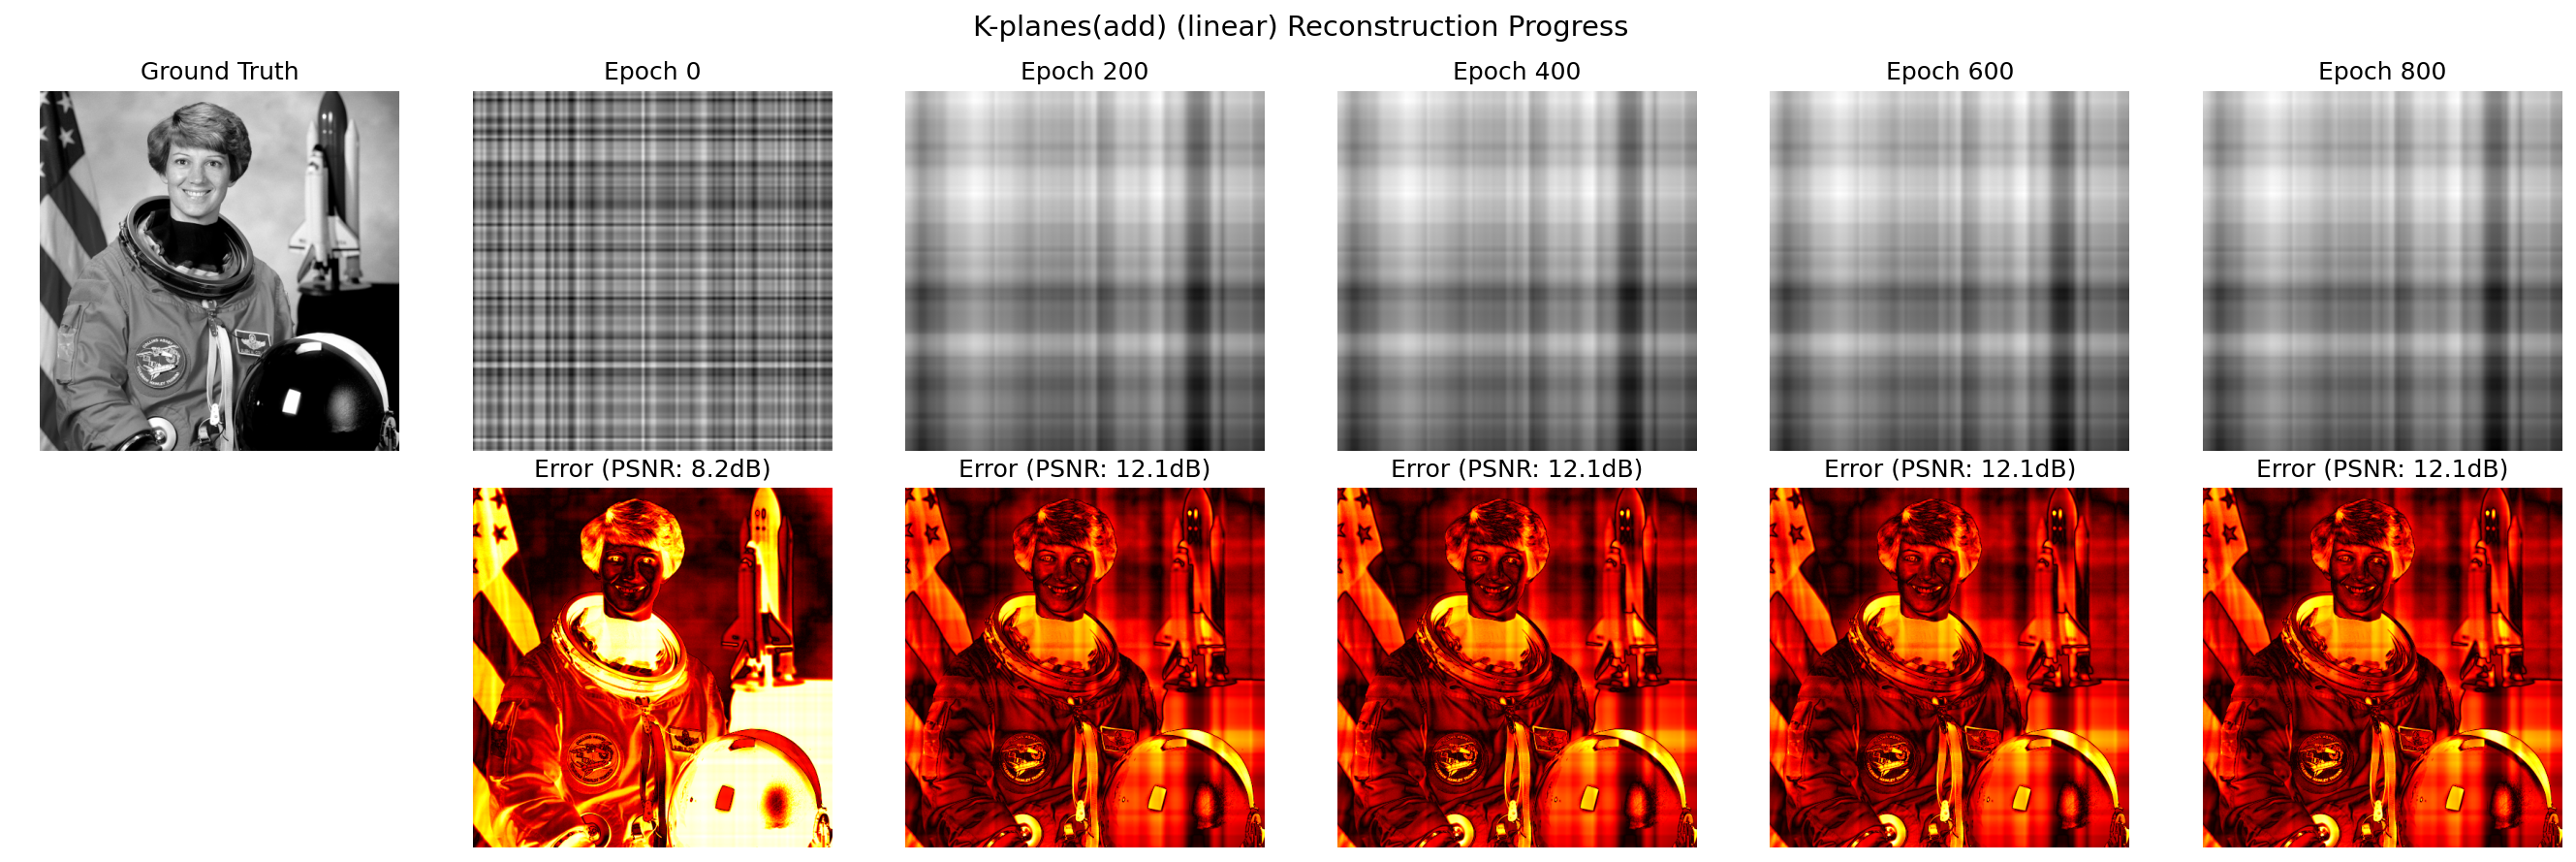 K-planes(add) (linear) Reconstruction Progress
Ground Truth
Epoch 0
Epoch 200
Epoch 400
Epoch 600
Epoch 800
Error (PSNR: 8.2dB)
Error (PSNR: 12.1dB)
Error (PSNR: 12.1dB)
Error (PSNR: 12.1dB)
Error (PSNR: 12.1dB)